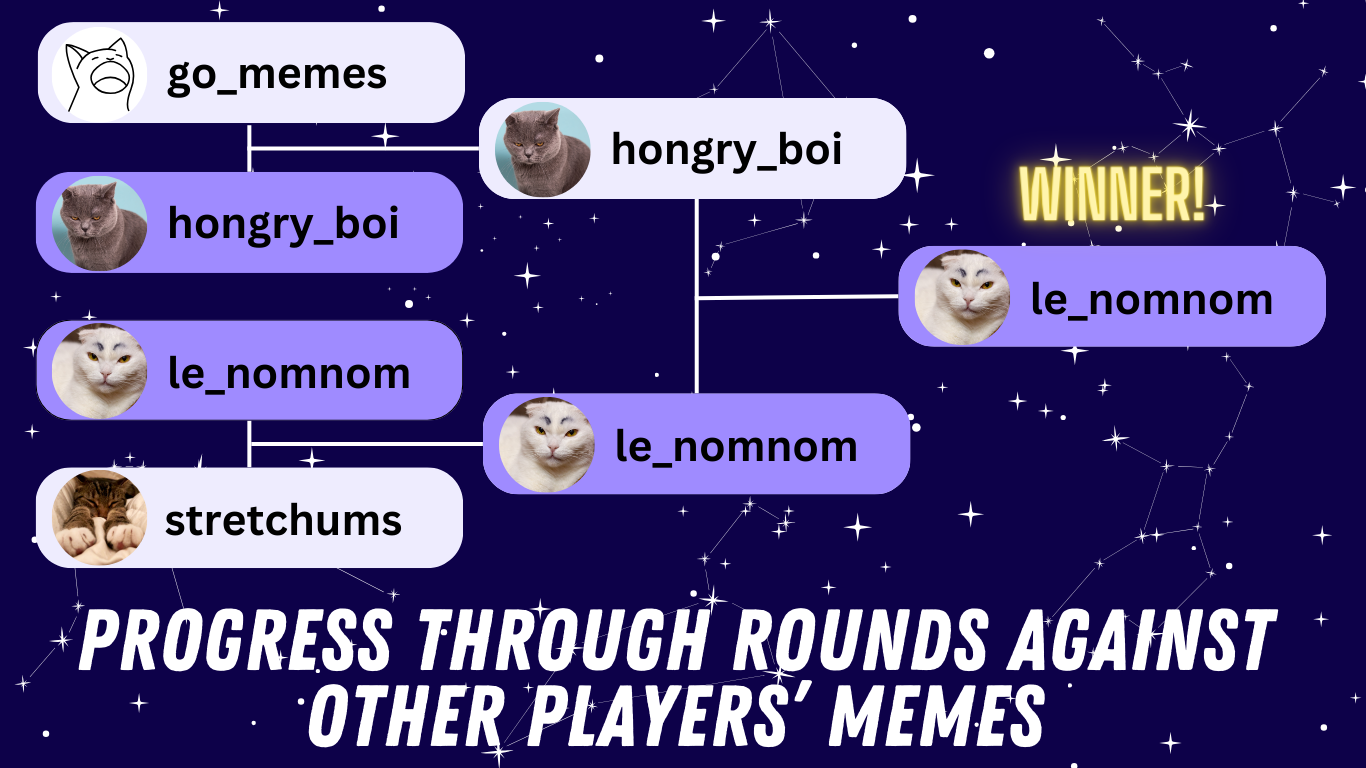 go_memes
hongry_boi
hongry_boi
WINNER!
le_nomnom
le_nomnom
le_nomnom
stretchums
PROGRESS THROUGH ROUNDS AGAINST
OTHER PLAYERS' MEMES